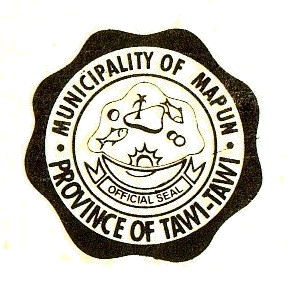 • MUNICIPALITY OF MAPUN •
PROVINCE OF TAWI-TAWI
OFFICIAL SEAL